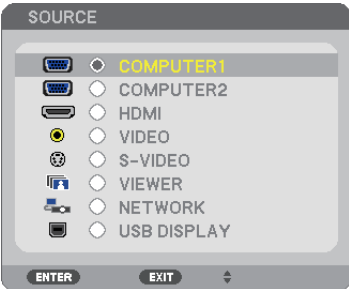 SOURCE
COMPUTER1
COMPUTER2
HDMI
VIDEO
S-VIDEO
VIEWER
NETWORK
USB DISPLAY
ENTER EXIT